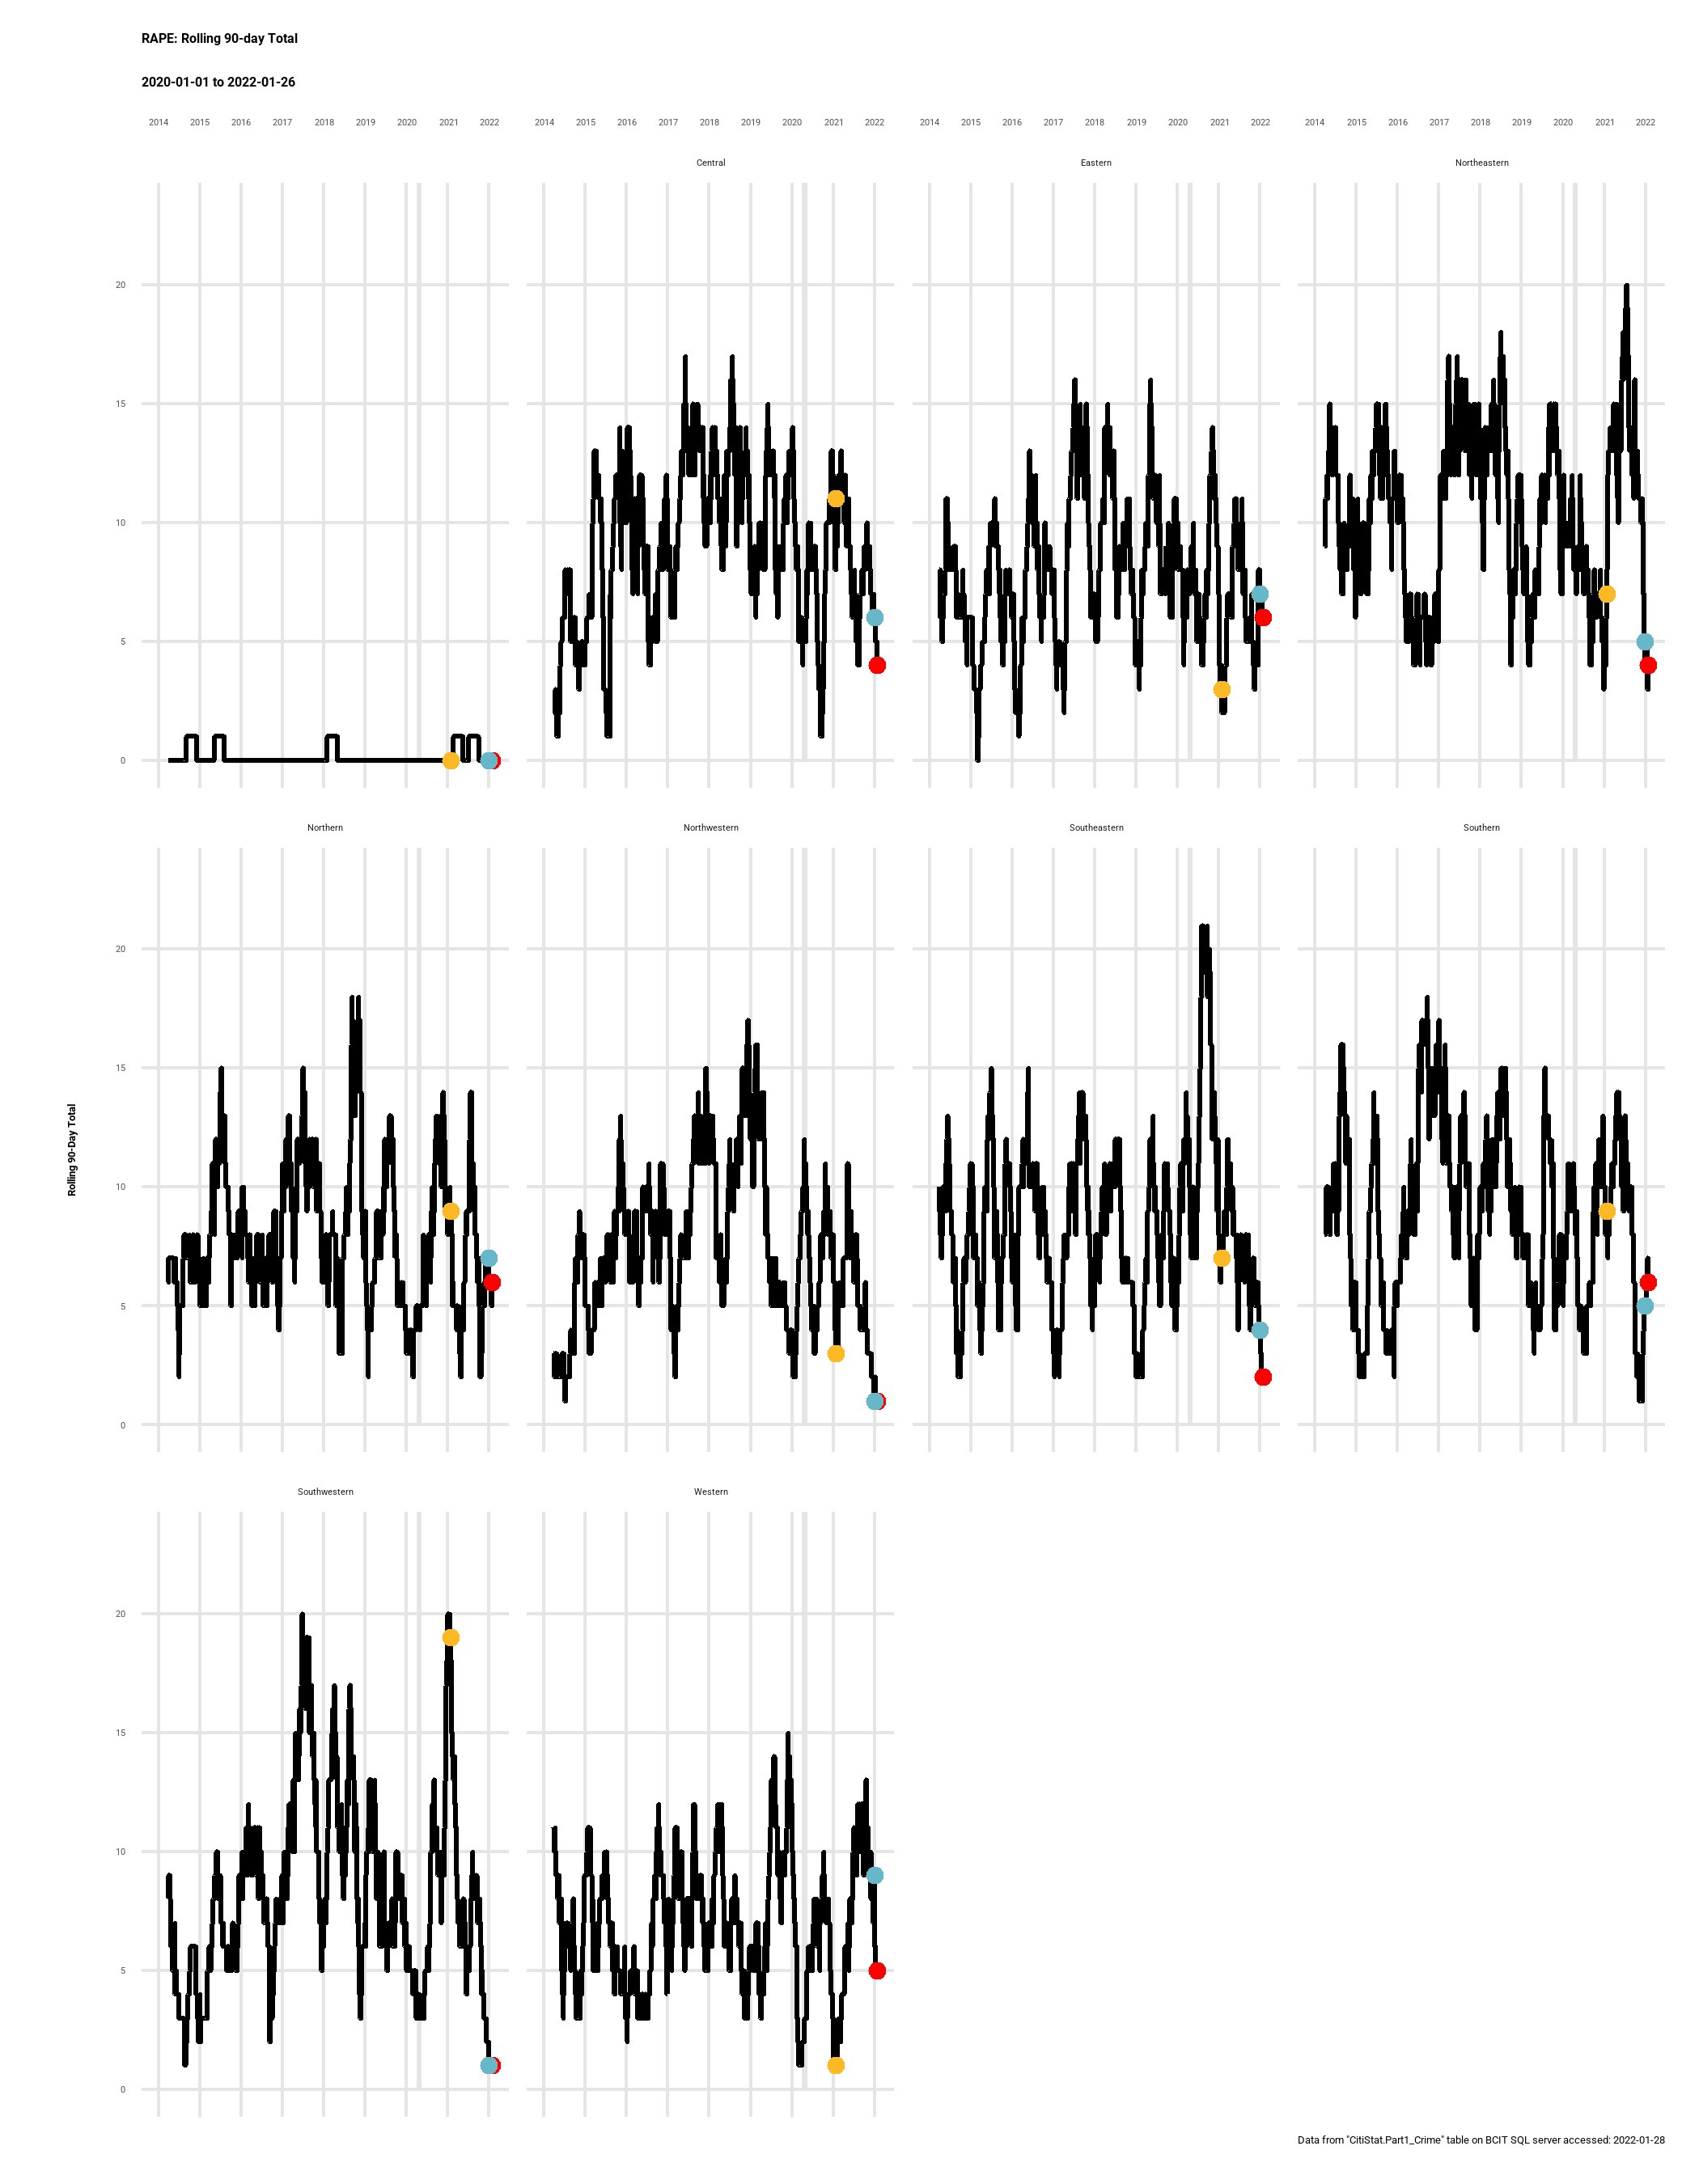 RAPE: Rolling 90-day Total
2020-01-01 to 2022-01-26
2014 2015 2016 2017 2018 2019 2020 2021 2022 2014 2015 2016 2017 2018 2019 2020 2021 2022 2014 2015 2016 2017 2018 2019 2020 2021 2022 2014 2015 2016 2017 2018 2019 2020 2021 2022
Central Eastern Northeastern
20
15
10
5
0
Northern Northwestern Southeastern Southern
20
15
10
5
0
Rolling 90-Day Total
Southwestern Western
20
15
10
5
0
Data from "CitiStat.Part1_Crime" table on BCIT SQL server accessed: 2022-01-28